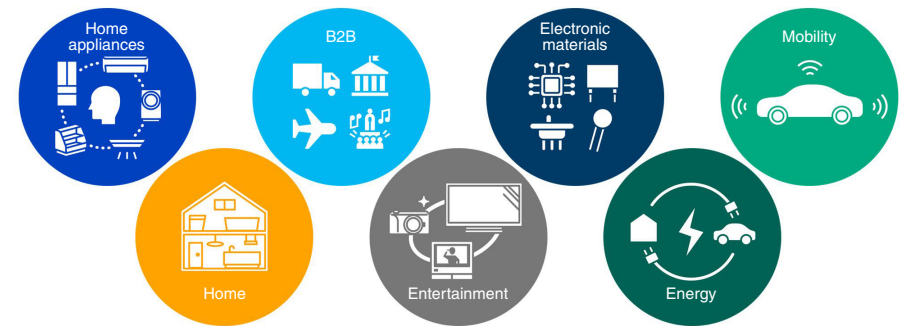 Home
appliances
B2B
Electronic
materials
Mobility
Home
Entertainment
Energy